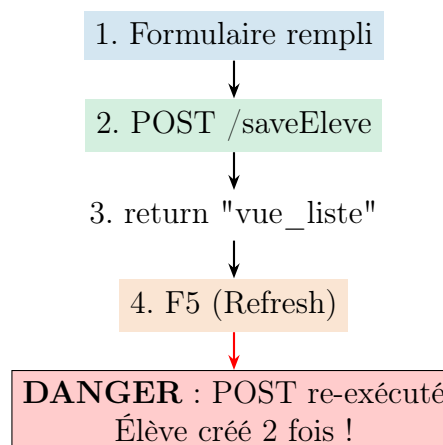 1. Formulaire rempli
2. POST /saveEleve
3. return "vue_liste"
4. F5 (Refresh)
DANGER : POST re-exécuté
Élève créé 2 fois !